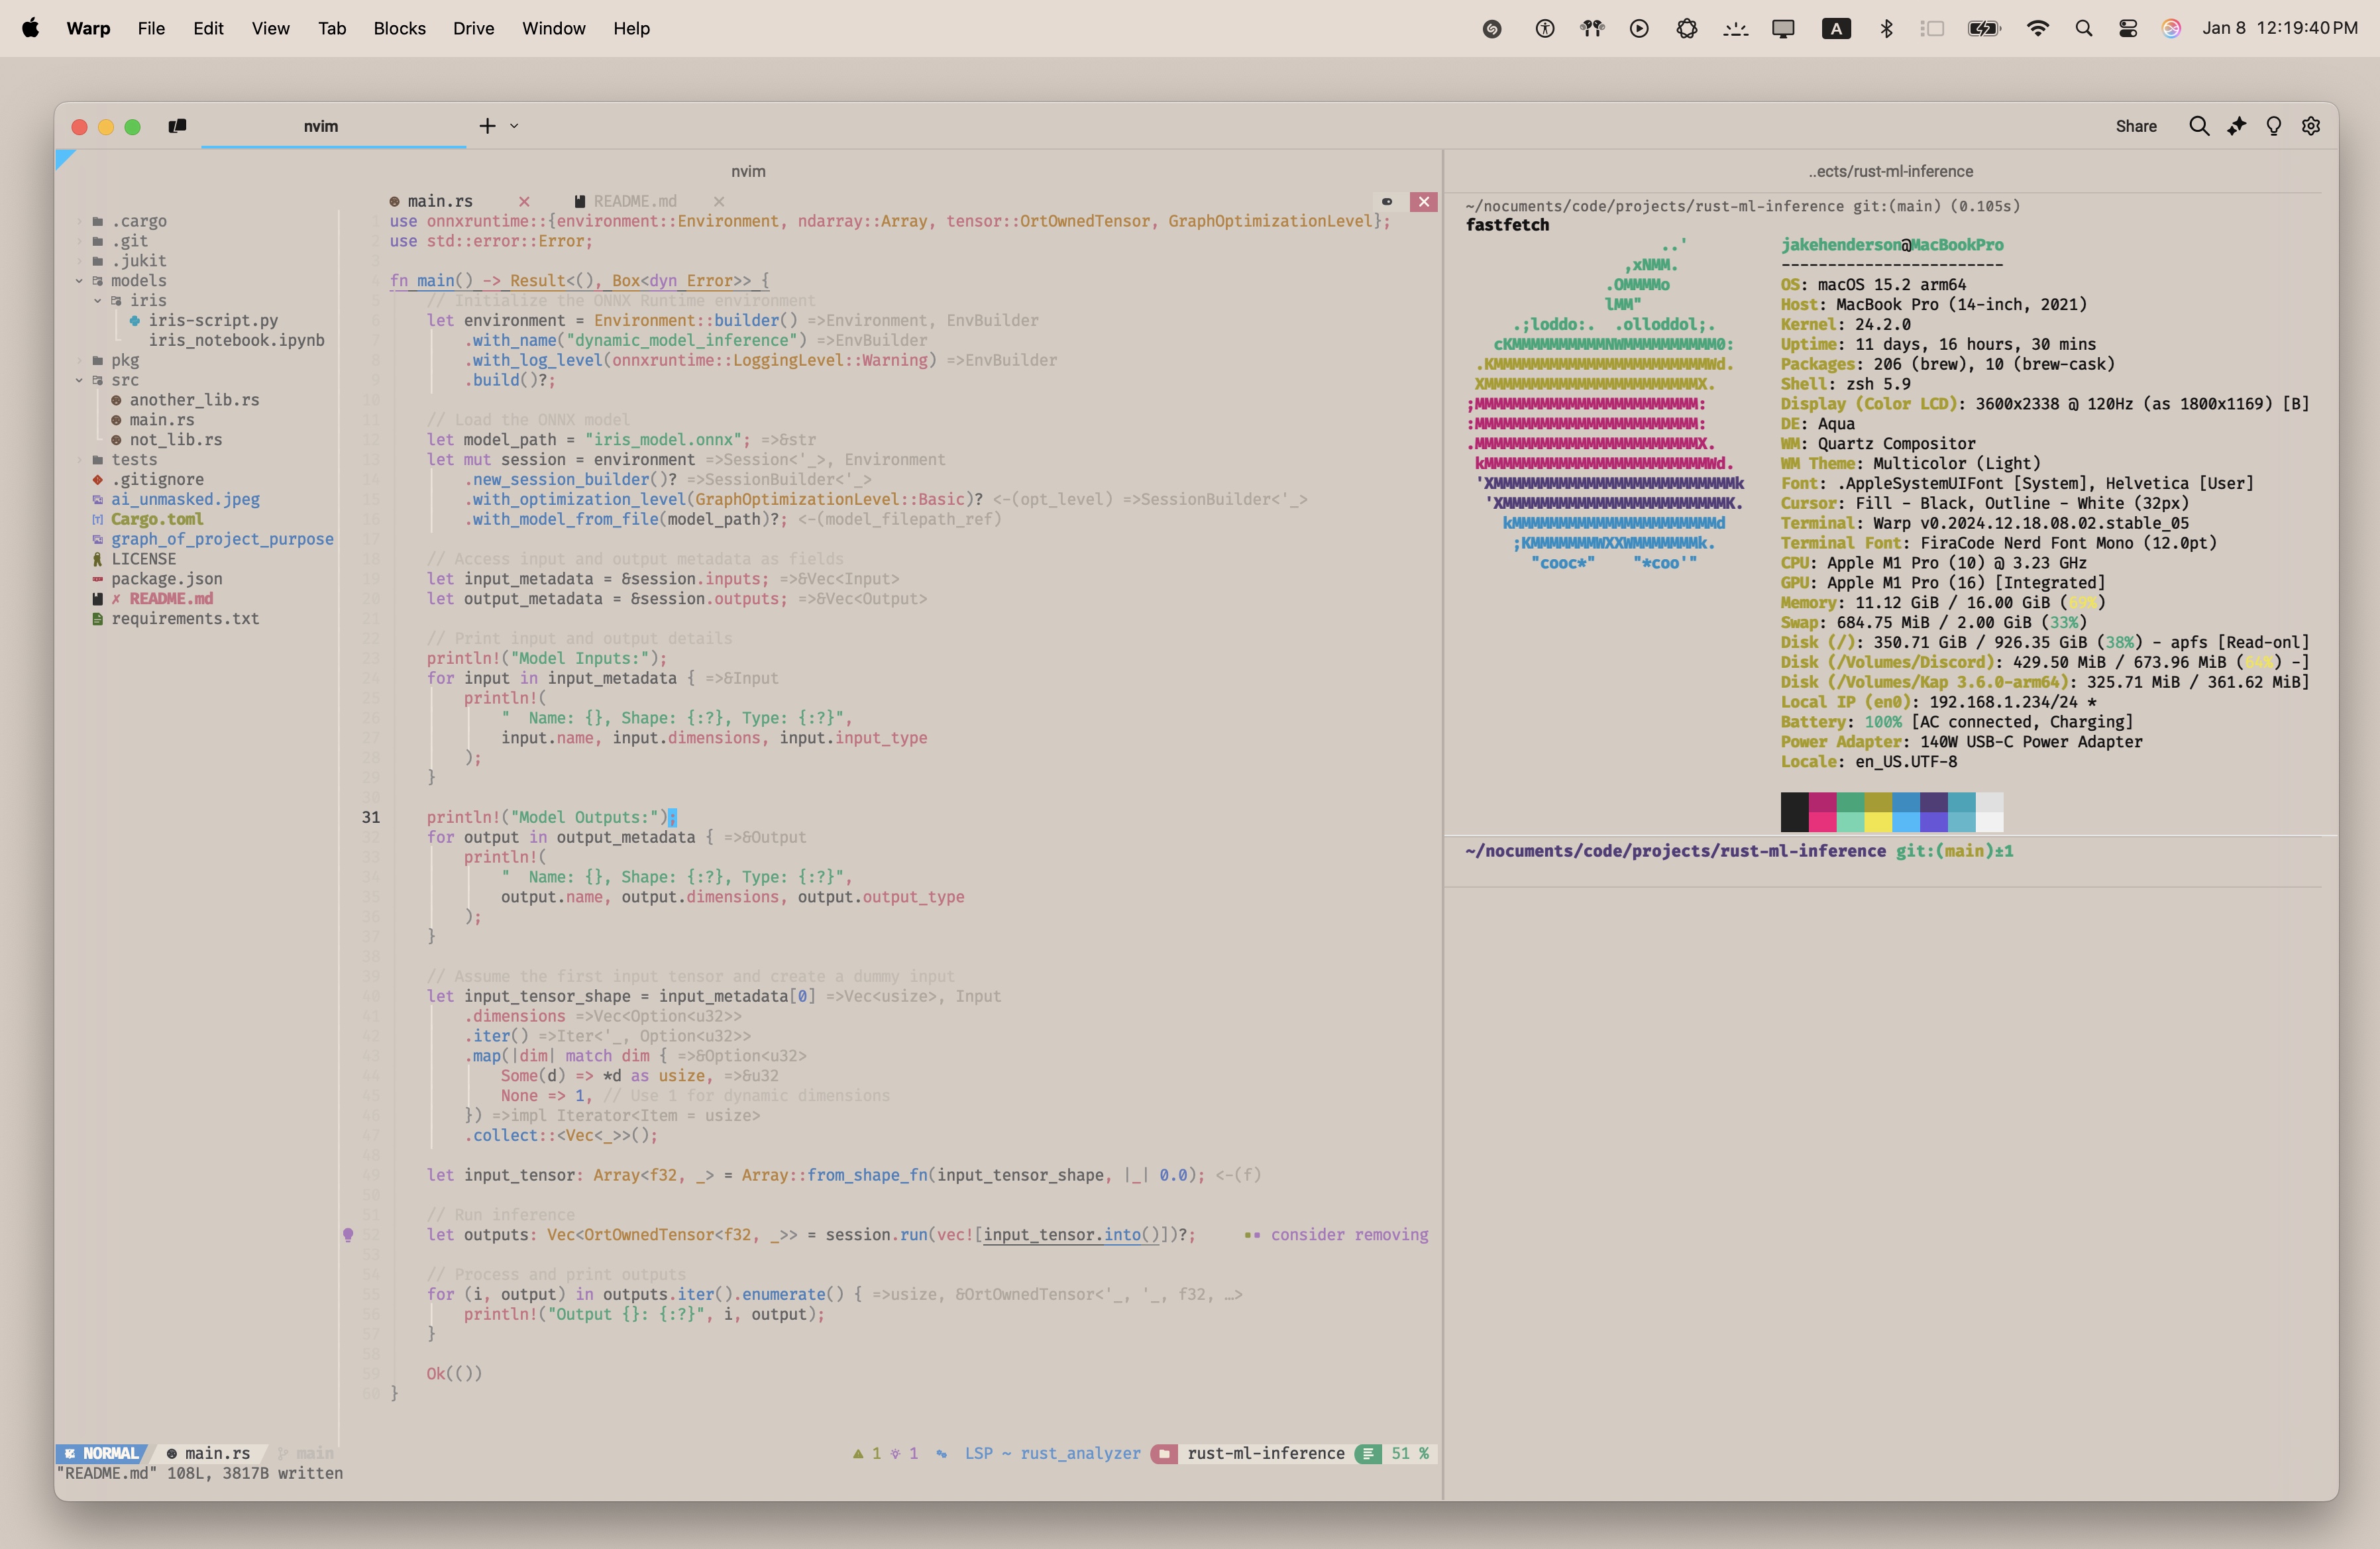 Warp File Edit View Tab Blocks Drive Window Help
A
Jan 8 12:19:40 PM
nvim
Share
nvim
..ects/rust-ml-inference
main.rs
README.md
.cargo
.git
.jukit
models
iris
iris-script.py
iris_notebook.ipynb
pkg
src
another_lib.rs
main.rs
not_lib.rs
tests
.gitignore
ai_unmasked.jpeg
Cargo.toml
graph_of_project_purpose
LICENSE
package.json
✗ README.md
requirements.txt
1 use onnxruntime::{environment::Environment, ndarray::Array, tensor::OrtOwnedTensor, GraphOptimizationLevel};
2 use std::error::Error;
3
4 fn main() -> Result<(), Box<dyn Error>> {
5     // Initialize the ONNX Runtime environment
6     let environment = Environment::builder() =>Environment, EnvBuilder
7         .with_name("dynamic_model_inference") =>EnvBuilder
8         .with_log_level(onnxruntime::LoggingLevel::Warning) =>EnvBuilder
9         .build()?;
10
11     // Load the ONNX model
12     let model_path = "iris_model.onnx"; =>&str
13     let mut session = environment =>Session<'_>, Environment
14         .new_session_builder()? =>SessionBuilder<'_>
15         .with_optimization_level(GraphOptimizationLevel::Basic)? <-(opt_level) =>SessionBuilder<'_>
16         .with_model_from_file(model_path)?; <-(model_filepath_ref)
17
18     // Access input and output metadata as fields
19     let input_metadata = &session.inputs; =>&Vec<Input>
20     let output_metadata = &session.outputs; =>&Vec<Output>
21
22     // Print input and output details
23     println!("Model Inputs:");
24     for input in input_metadata { =>&Input
25         println!(
26             "  Name: {}, Shape: {:?}, Type: {:?}",
27             input.name, input.dimensions, input.input_type
28         );
29     }
30
31     println!("Model Outputs:");
32     for output in output_metadata { =>&Output
33         println!(
34             "  Name: {}, Shape: {:?}, Type: {:?}",
35             output.name, output.dimensions, output.output_type
36         );
37     }
38
39     // Assume the first input tensor and create a dummy input
40     let input_tensor_shape = input_metadata[0] =>Vec<usize>, Input
41         .dimensions =>Vec<Option<u32>>
42         .iter() =>Iter<'_, Option<u32>>
43         .map(|dim| match dim { =>&Option<u32>
44             Some(d) => *d as usize, =>&u32
45             None => 1, // Use 1 for dynamic dimensions
46         }) =>impl Iterator<Item = usize>
47         .collect::<Vec<_>>();
48
49     let input_tensor: Array<f32, _> = Array::from_shape_fn(input_tensor_shape, |_| 0.0); <-(f)
50
51     // Run inference
52     let outputs: Vec<OrtOwnedTensor<f32, _>> = session.run(vec![input_tensor.into()])?; consider removing
53
54     // Process and print outputs
55     for (i, output) in outputs.iter().enumerate() { =>usize, &OrtOwnedTensor<'_, '_, f32, …>
56         println!("Output {}: {:?}", i, output);
57     }
58
59     Ok(())
60 }
NORMAL main.rs main
1 1 LSP ~ rust_analyzer rust-ml-inference 51 %
"README.md" 108L, 3817B written
~/nocuments/code/projects/rust-ml-inference git:(main) (0.105s)
fastfetch
..'
,xNMM.
.OMMMMo
lMM"
.;loddo:.  .olloddol;.
cKMMMMMMMMMMNWMMMMMMMMMM0:
.KMMMMMMMMMMMMMMMMMMMMMMMWd.
XMMMMMMMMMMMMMMMMMMMMMMMX.
;MMMMMMMMMMMMMMMMMMMMMMMM:
:MMMMMMMMMMMMMMMMMMMMMMMM:
.MMMMMMMMMMMMMMMMMMMMMMMMX.
kMMMMMMMMMMMMMMMMMMMMMMMMWd.
'XMMMMMMMMMMMMMMMMMMMMMMMMMMk
'XMMMMMMMMMMMMMMMMMMMMMMMMK.
kMMMMMMMMMMMMMMMMMMMMMMd
;KMMMMMMMWXXWMMMMMMMk.
"cooc*"    "*coo'"
jakehenderson@MacBookPro
------------------------
OS: macOS 15.2 arm64
Host: MacBook Pro (14-inch, 2021)
Kernel: 24.2.0
Uptime: 11 days, 16 hours, 30 mins
Packages: 206 (brew), 10 (brew-cask)
Shell: zsh 5.9
Display (Color LCD): 3600x2338 @ 120Hz (as 1800x1169) [B]
DE: Aqua
WM: Quartz Compositor
WM Theme: Multicolor (Light)
Font: .AppleSystemUIFont [System], Helvetica [User]
Cursor: Fill - Black, Outline - White (32px)
Terminal: Warp v0.2024.12.18.08.02.stable_05
Terminal Font: FiraCode Nerd Font Mono (12.0pt)
CPU: Apple M1 Pro (10) @ 3.23 GHz
GPU: Apple M1 Pro (16) [Integrated]
Memory: 11.12 GiB / 16.00 GiB (69%)
Swap: 684.75 MiB / 2.00 GiB (33%)
Disk (/): 350.71 GiB / 926.35 GiB (38%) - apfs [Read-onl]
Disk (/Volumes/Discord): 429.50 MiB / 673.96 MiB (64%) -]
Disk (/Volumes/Kap 3.6.0-arm64): 325.71 MiB / 361.62 MiB]
Local IP (en0): 192.168.1.234/24 *
Battery: 100% [AC connected, Charging]
Power Adapter: 140W USB-C Power Adapter
Locale: en_US.UTF-8
~/nocuments/code/projects/rust-ml-inference git:(main)±1